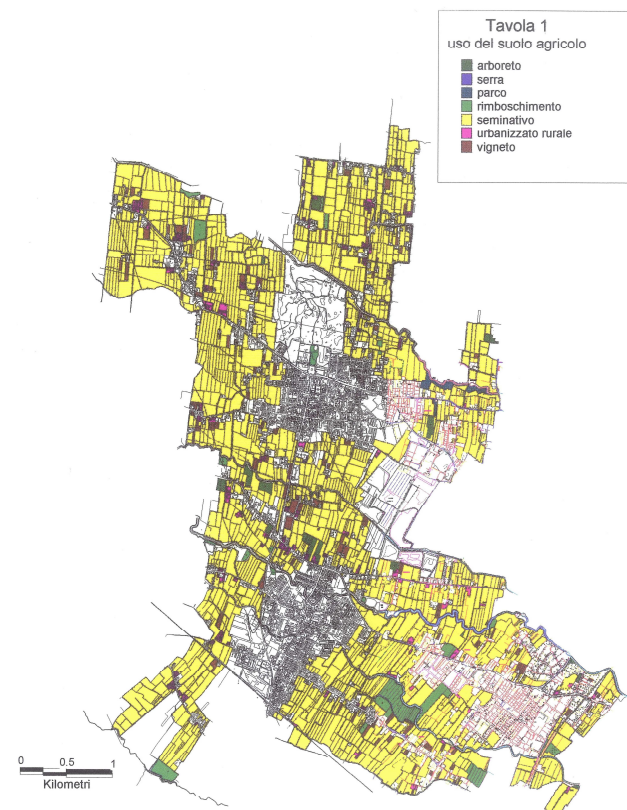 Tavola 1
uso del suolo agricolo
arboreto
serra
parco
rimboschimento
seminativo
urbanizzato rurale
vigneto
0 0.5 1
Kilometri